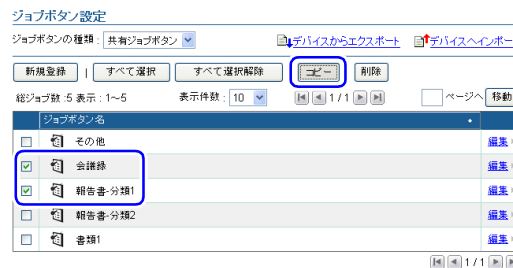 ジョブボタン設定
ジョブボタンの種類： 共有ジョブボタン デバイスからエクスポート デバイスへインポー
新規登録 | すべて選択 すべて選択解除 コピー 削除
総ジョブ数 :5 表示 : 1～5 表示件数 : 10 1 / 1 ページへ 移動
ジョブボタン名
その他 編集
会議録 編集
報告書-分類1 編集
報告書-分類2 編集
書類1 編集
1 / 1